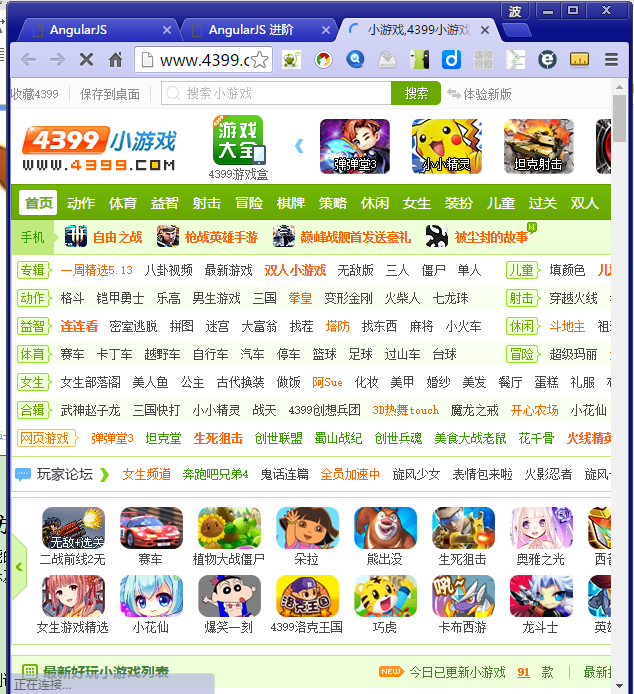 波
AngularJS
AngularJS 进阶
小游戏,4399小游戏
www.4399.c
收藏4399 保存到桌面 搜索小游戏 搜索 体验新版
4399小游戏
www.4399.com
游戏大全
4399游戏盒
弹弹堂3
小小精灵
坦克射击
首页 动作 体育 益智 射击 冒险 棋牌 策略 休闲 女生 装扮 儿童 过关 双人
手机 自由之战 枪战英雄手游 巅峰战舰首发送豪礼 被尘封的故事 N
专辑 一周精选5.13 八卦视频 最新游戏 双人小游戏 无敌版 三人 僵尸 单人 儿童 填颜色
动作 格斗 铠甲勇士 乐高 男生游戏 三国 拳皇 变形金刚 火柴人 七龙珠 射击 穿越火线
益智 连连看 密室逃脱 拼图 迷宫 大富翁 找茬 塔防 找东西 麻将 小火车 休闲 斗地主 祖
体育 赛车 卡丁车 越野车 自行车 汽车 停车 篮球 足球 过山车 台球 冒险 超级玛丽
女生 女生部落阁 美人鱼 公主 古代换装 做饭 阿Sue 化妆 美甲 婚纱 美发 餐厅 蛋糕 礼服
合辑 武神赵子龙 三国快打 小小精灵 战天 4399创想兵团 3D热舞touch 魔龙之戒 开心农场 小花仙
网页游戏 弹弹堂3 坦克堂 生死狙击 创世联盟 蜀山战纪 创世兵魂 美食大战老鼠 花千骨 火线精英
玩家论坛 女生频道 奔跑吧兄弟4 鬼话连篇 全员加速中 旋风少女 表情包来啦 火影忍者 旋风
无敌+选关
二战前线2无 赛车 植物大战僵尸 朵拉 熊出没 生死狙击 奥雅之光 西普
洛克王国
吼
女生游戏精选 小花仙 爆笑一刻 4399洛克王国 巧虎 卡布西游 龙斗士 英雄
最新好玩小游戏列表 NEW 今日已更新小游戏 91 款 最新
正在连接...